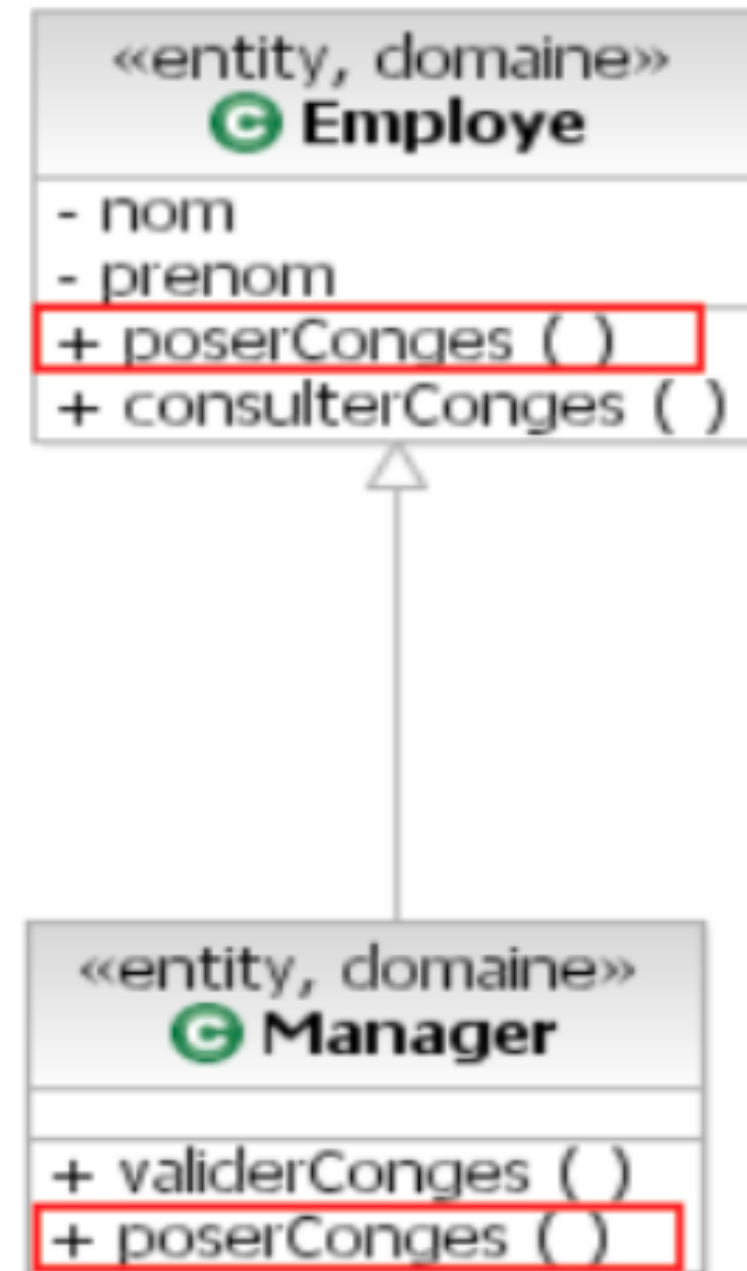 «entity, domaine»
C Employe
- nom
- prenom
+ poserConges ( )
+ consulterConges ( )
«entity, domaine»
C Manager
+ validerConges ( )
+ poserConges ( )